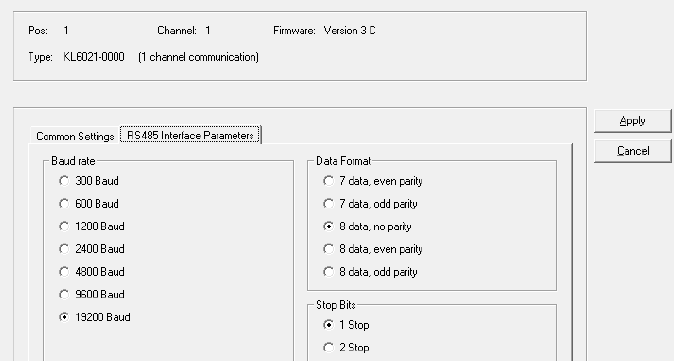 Pos: 1 Channel: 1 Firmware: Version 3 C
Type: KL6021-0000 (1 channel communication)
Apply
Cancel
Common Settings RS485 Interface Parameters
Baud rate
300 Baud
600 Baud
1200 Baud
2400 Baud
4800 Baud
9600 Baud
19200 Baud
Data Format
7 data, even parity
7 data, odd parity
8 data, no parity
8 data, even parity
8 data, odd parity
Stop Bits
1 Stop
2 Stop